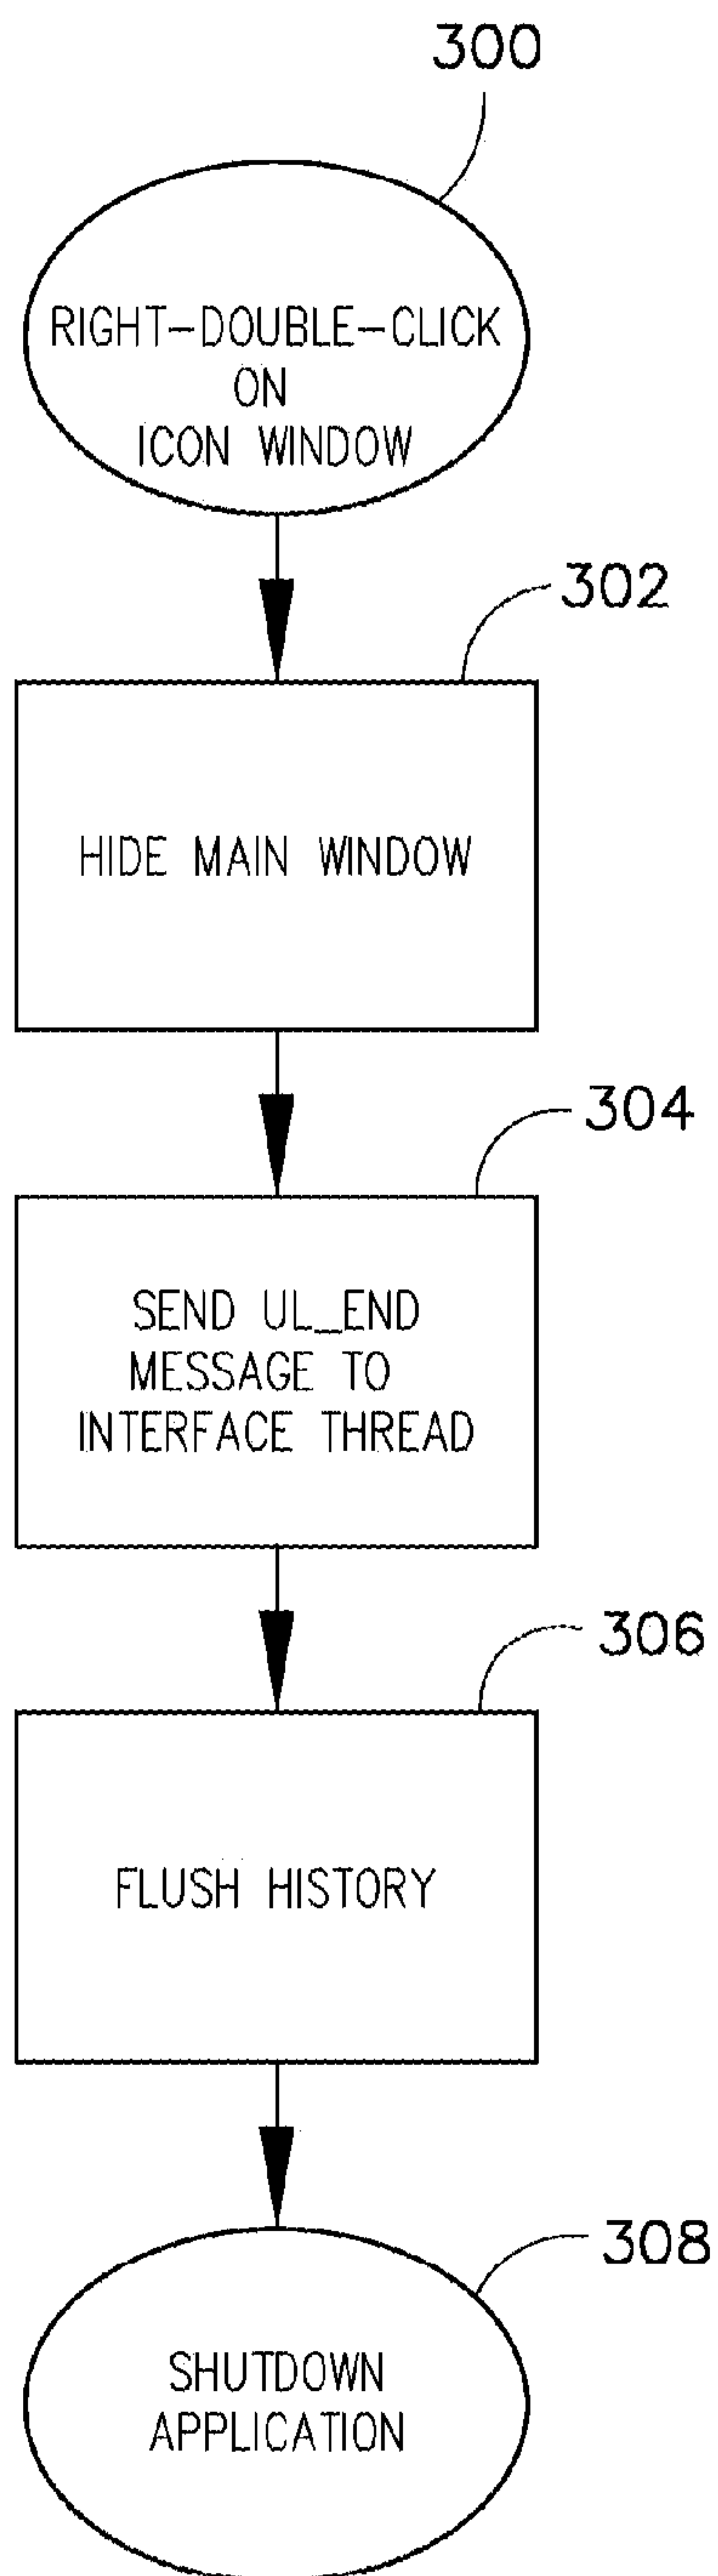 300
RIGHT-DOUBLE-CLICK
ON
ICON WINDOW
302
HIDE MAIN WINDOW
304
SEND UL_END
MESSAGE TO
INTERFACE THREAD
306
FLUSH HISTORY
308
SHUTDOWN
APPLICATION